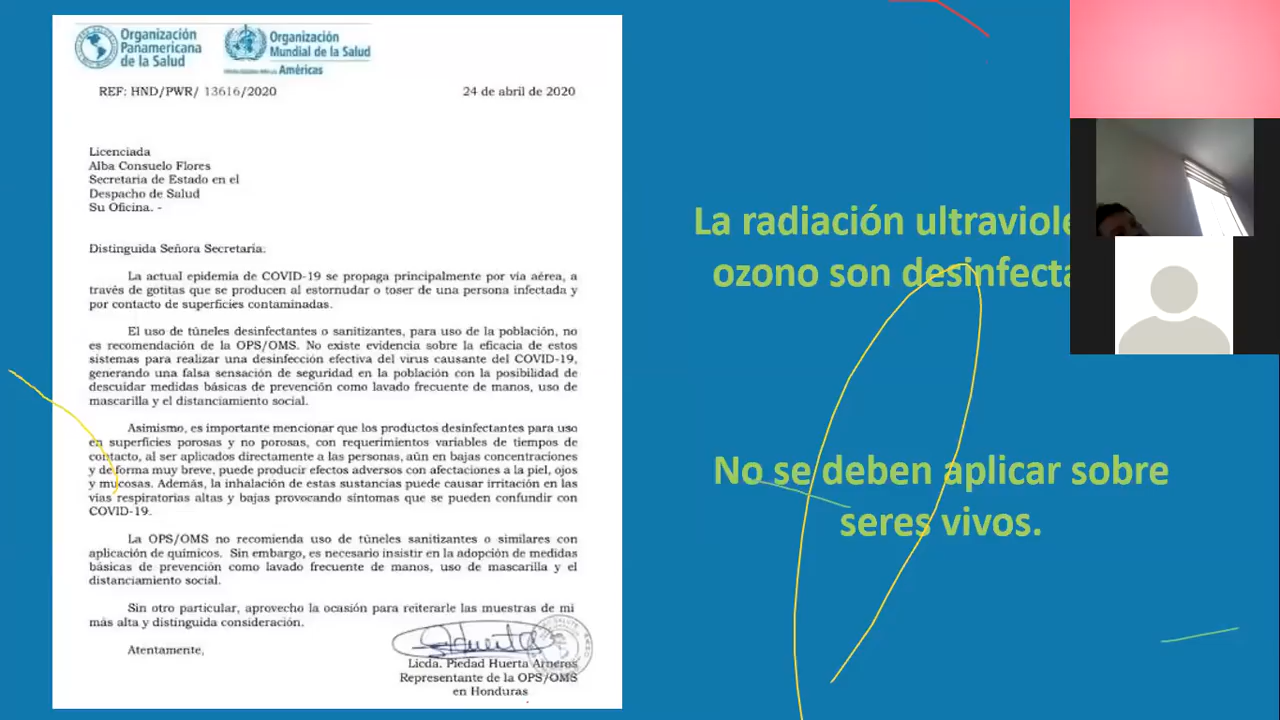 Organización
Panamericana
de la Salud
Organización
Mundial de la Salud
Américas
REF: HND/PWR/ 13616/2020
24 de abril de 2020
Licenciada
Alba Consuelo Flores
Secretaria de Estado en el
Despacho de Salud
Su Oficina. -
Distinguida Señora Secretaria:
La actual epidemia de COVID-19 se propaga principalmente por vía aérea, a
través de gotitas que se producen al estornudar o toser de una persona infectada y
por contacto de superficies contaminadas.
El uso de túneles desinfectantes o sanitizantes, para uso de la población, no
es recomendación de la OPS/OMS. No existe evidencia sobre la eficacia de estos
sistemas para realizar una desinfección efectiva del virus causante del COVID-19,
generando una falsa sensación de seguridad en la población con la posibilidad de
descuidar medidas básicas de prevención como lavado frecuente de manos, uso de
mascarilla y el distanciamiento social.
Asimismo, es importante mencionar que los productos desinfectantes para uso
en superficies porosas y no porosas, con requerimientos variables de tiempos de
contacto, al ser aplicados directamente a las personas, aún en bajas concentraciones
y de forma muy breve, puede producir efectos adversos con afectaciones a la piel, ojos
y mucosas. Además, la inhalación de estas sustancias puede causar irritación en las
vías respiratorias altas y bajas provocando síntomas que se pueden confundir con
COVID-19.
La OPS/OMS no recomienda uso de túneles sanitizantes o similares con
aplicación de químicos. Sin embargo, es necesario insistir en la adopción de medidas
básicas de prevención como lavado frecuente de manos, uso de mascarilla y el
distanciamiento social.
Sin otro particular, aprovecho la ocasión para reiterarle las muestras de mi
más alta y distinguida consideración.
Atentamente,
Licda. Piedad Huerta Arneros
Representante de la OPS/OMS
en Honduras
La radiación ultraviole
ozono son desinfecta
No se deben aplicar sobre
seres vivos.